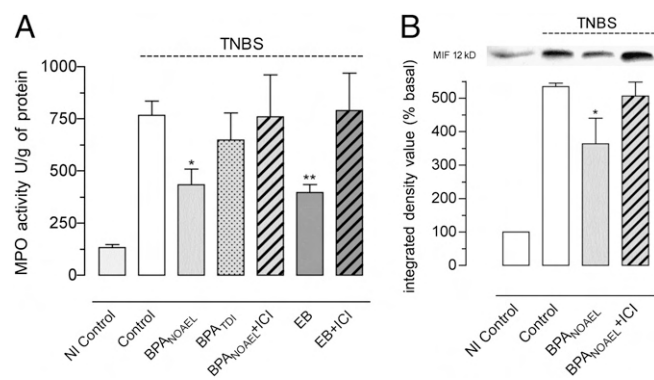 A
TNBS
MPO activity U/g of protein
1000
750
500
250
0
*
**
NI Control
Control
BPA NOAEL
BPA TDI
BPA NOAEL+ICI
EB
EB+ICI
B
TNBS
MIF 12 kD
integrated density value (% basal)
500
400
300
200
100
0
*
NI Control
Control
BPA NOAEL
BPA NOAEL+ICI